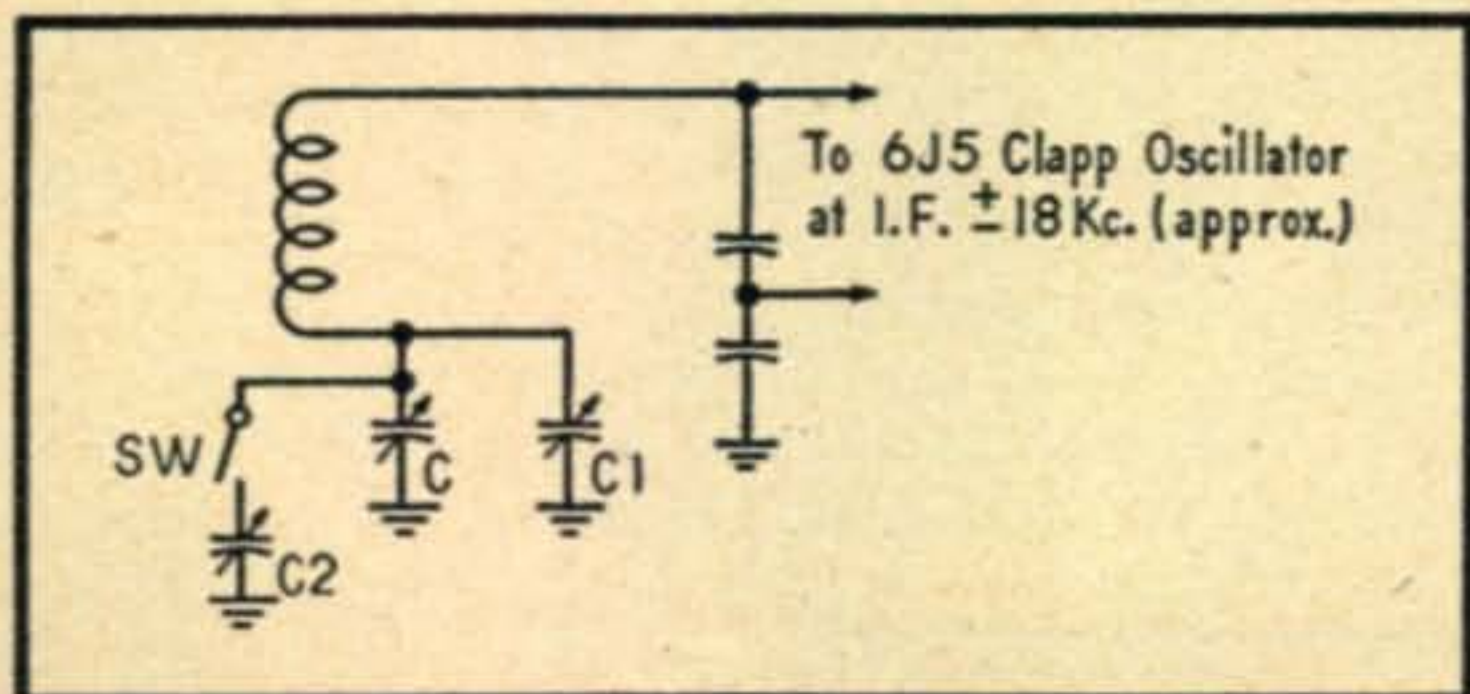 To 6J5 Clapp Oscillator
at I.F. ±18 Kc. (approx.)
SW
C
C1
C2